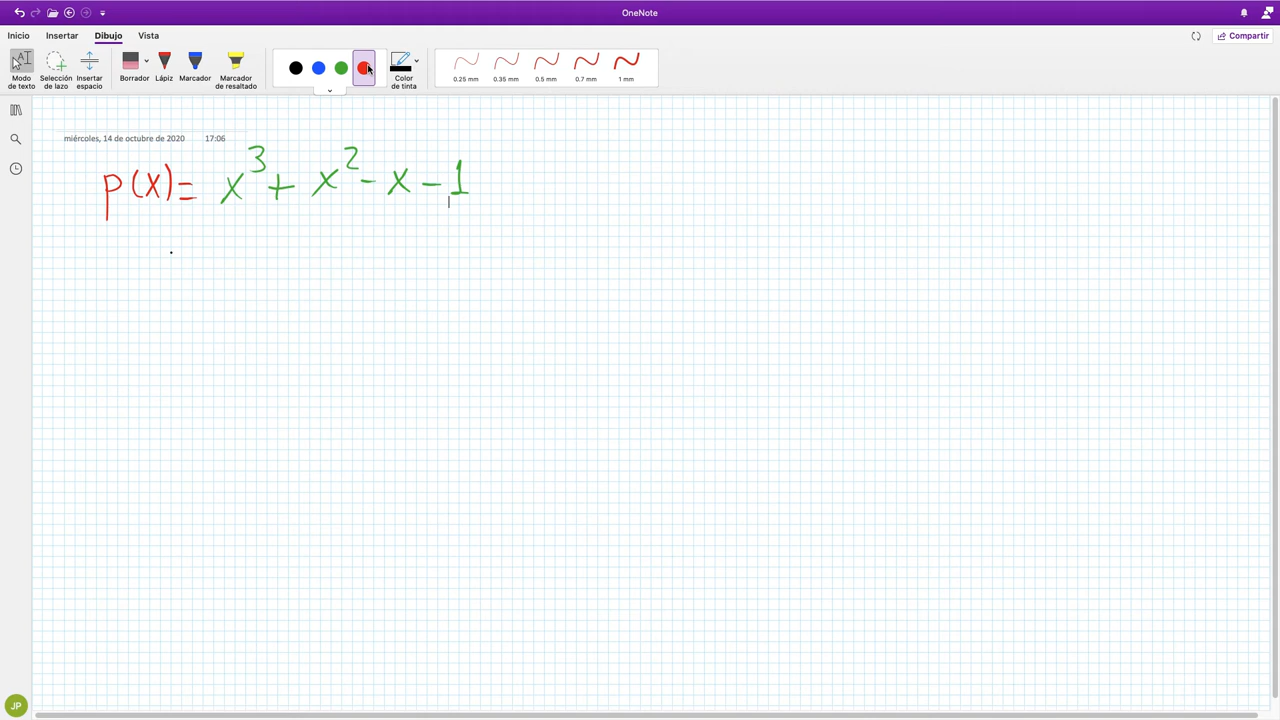 OneNote
Inicio Insertar Dibujo Vista
Compartir
Modo de texto
Selección de lazo
Insertar espacio
Borrador
Lápiz
Marcador
Marcador de resaltado
Color de tinta
0.25 mm 0.35 mm 0.5 mm 0.7 mm 1 mm
miércoles, 14 de octubre de 2020 17:06
p(x) = x³ + x² - x - 1
JP